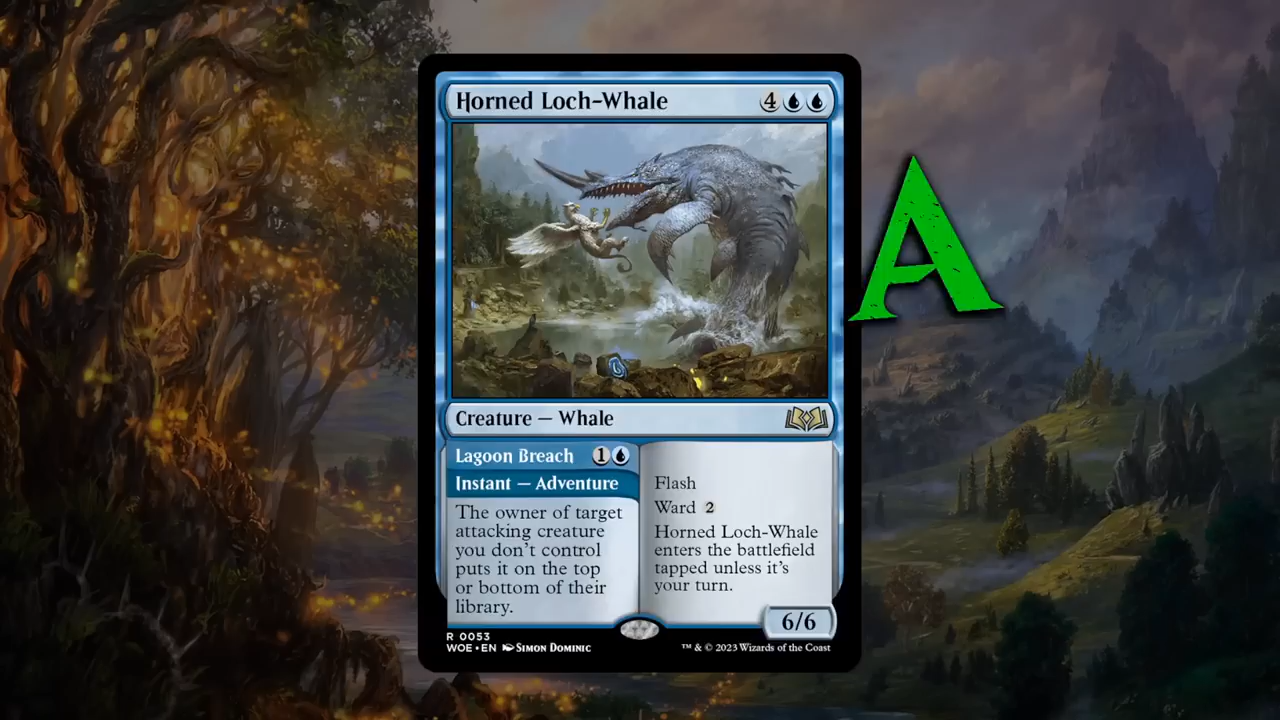 Horned Loch-Whale 4
A
Creature — Whale
Lagoon Breach 1
Instant — Adventure
The owner of target
attacking creature
you don't control
puts it on the top
or bottom of their
library.
Flash
Ward 2
Horned Loch-Whale
enters the battlefield
tapped unless it's
your turn.
6/6
R 0053
WOE • EN Simon Dominic
™ & © 2023 Wizards of the Coast